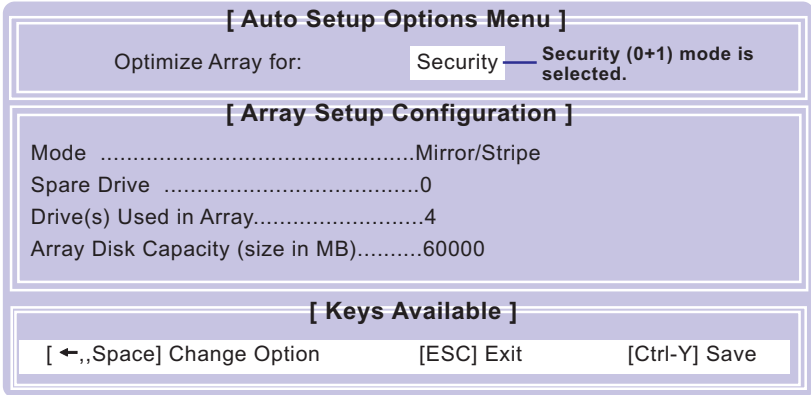 [ Auto Setup Options Menu ]
Optimize Array for: Security Security (0+1) mode is
selected.
[ Array Setup Configuration ]
Mode ................................................Mirror/Stripe
Spare Drive .......................................0
Drive(s) Used in Array..........................4
Array Disk Capacity (size in MB)..........60000
[ Keys Available ]
[ ←,,Space] Change Option [ESC] Exit [Ctrl-Y] Save